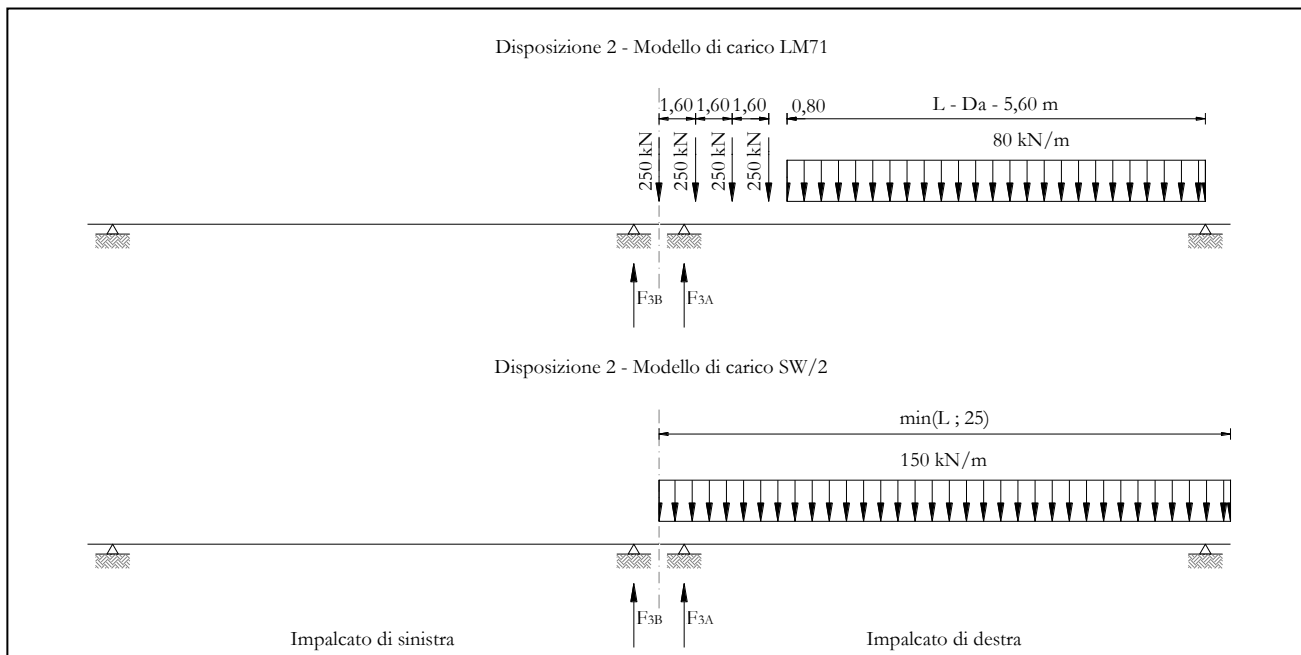 Disposizione 2 - Modello di carico LM71
1,60 1,60 1,60 0,80 L - Da - 5,60 m
250 kN 250 kN 250 kN 250 kN 80 kN/m
F3B F3A
Disposizione 2 - Modello di carico SW/2
min(L ; 25)
150 kN/m
F3B F3A
Impalcato di sinistra Impalcato di destra